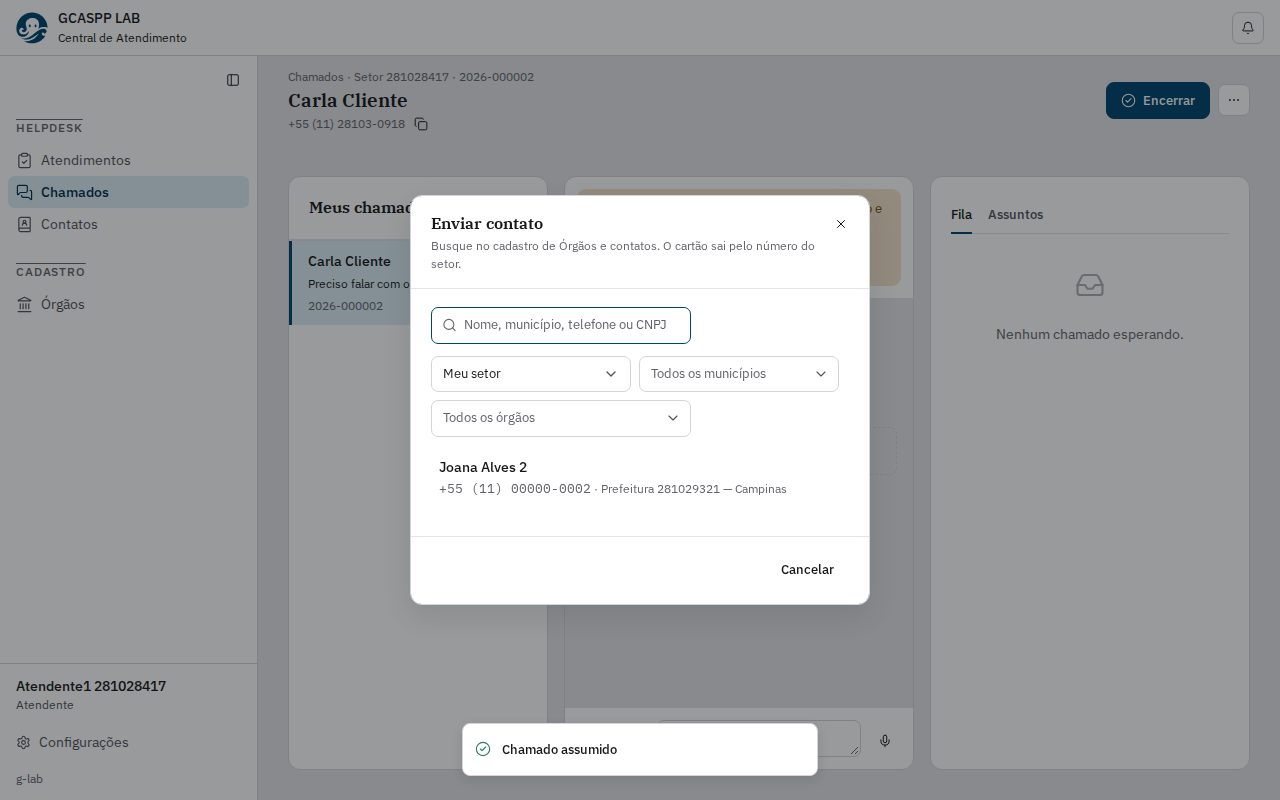 GCASPP LAB
Central de Atendimento
HELPDESK
Atendimentos
Chamados
Contatos
CADASTRO
Órgãos
Atendente1 281028417
Atendente
Configurações
g-lab
Chamados · Setor 281028417 · 2026-000002
Carla Cliente
+55 (11) 28103-0918
Encerrar
Meus chamad
Carla Cliente
Preciso falar com o
2026-000002
o e
Enviar contato
Busque no cadastro de Órgãos e contatos. O cartão sai pelo número do
setor.
Nome, município, telefone ou CNPJ
Meu setor
Todos os municípios
Todos os órgãos
Joana Alves 2
+55 (11) 00000-0002 · Prefeitura 281029321 — Campinas
Cancelar
Fila
Assuntos
Nenhum chamado esperando.
Chamado assumido